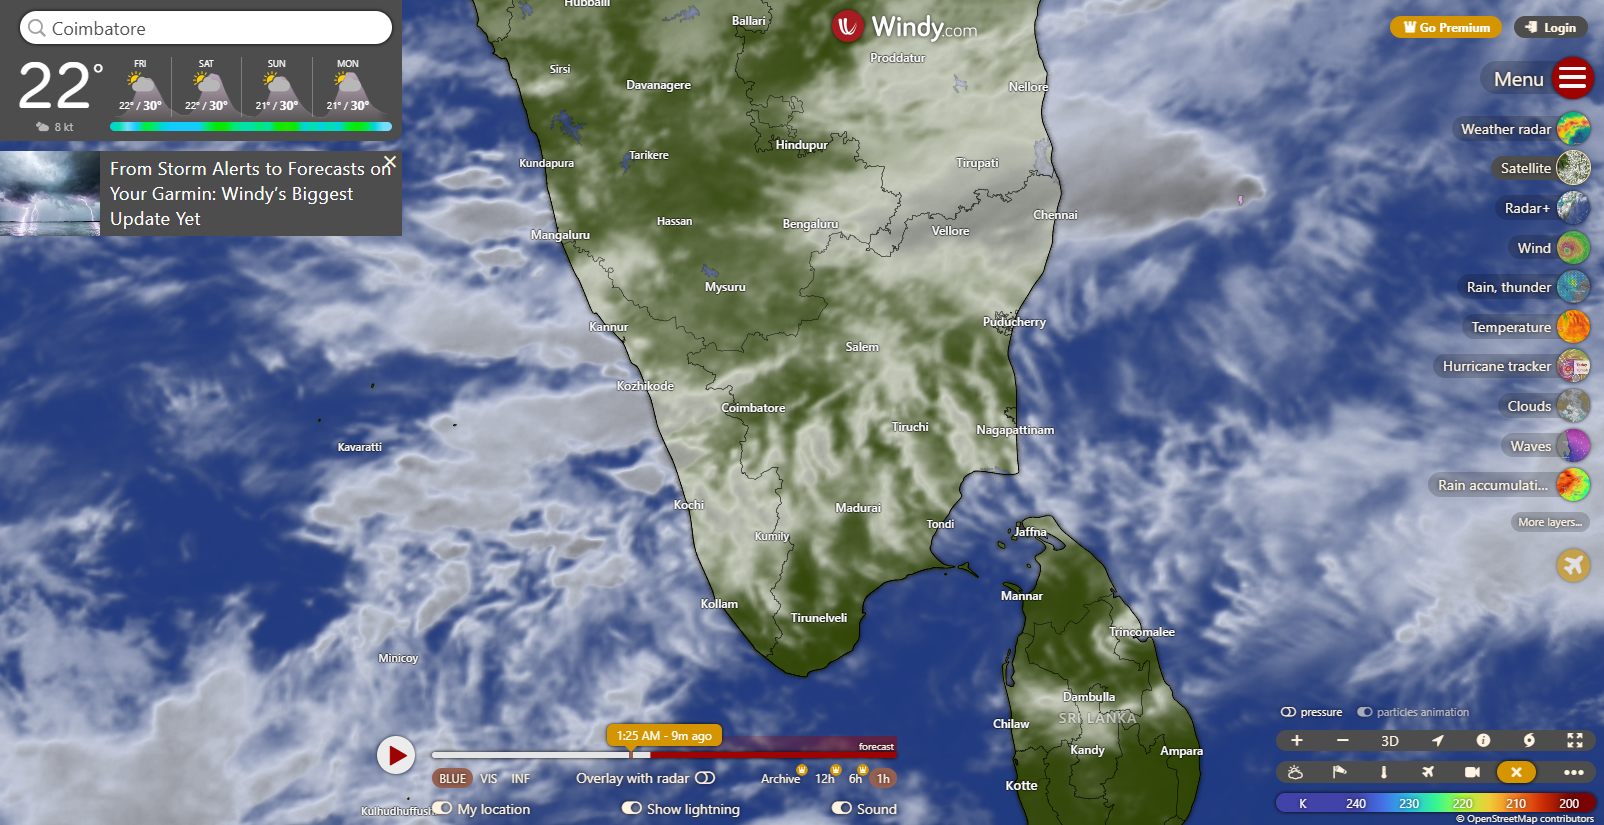 Coimbatore
22°
8 kt
FRI SAT SUN MON
22° / 30° 22° / 30° 21° / 30° 21° / 30°
From Storm Alerts to Forecasts on
Your Garmin: Windy’s Biggest
Update Yet
Windy.com
Go Premium
Login
Menu
Weather radar
Satellite
Radar+
Wind
Rain, thunder
Temperature
Hurricane tracker
Clouds
Waves
Rain accumulati...
More layers...
Hubballi
Ballari
Proddatur
Sirsi
Davanagere
Nellore
Hindupur
Kundapura
Tarikere
Tirupati
Hassan
Bengaluru
Chennai
Mangaluru
Vellore
Mysuru
Kannur
Puducherry
Salem
Kozhikode
Coimbatore
Tiruchi
Nagapattinam
Kavaratti
Kochi
Madurai
Tondi
Kumily
Jaffna
Mannar
Kollam
Tirunelveli
Trincomalee
Minicoy
Dambulla
SRI LANKA
Chilaw
Kandy
Ampara
Kotte
Kulhudhuffushi
1:25 AM - 9m ago
forecast
BLUE VIS INF
Overlay with radar
Archive 12h 6h 1h
My location
Show lightning
Sound
pressure
particles animation
3D
K 240 230 220 210 200
© OpenStreetMap contributors